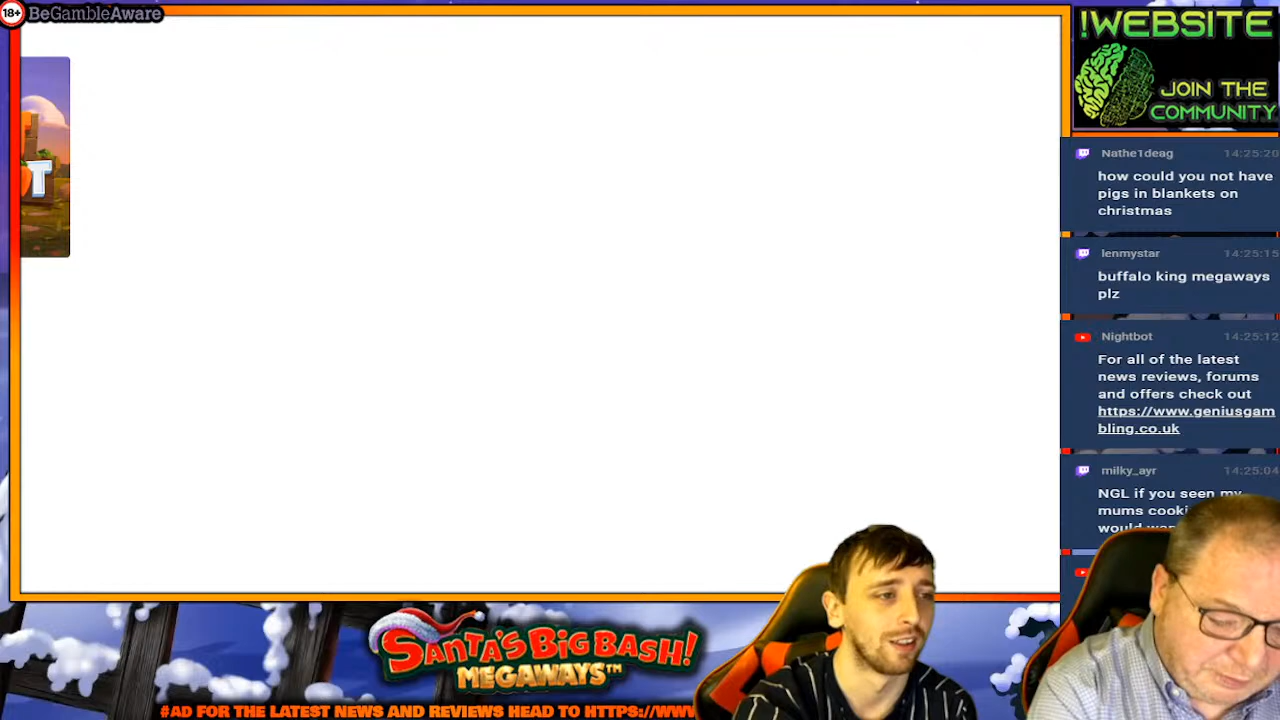 18+ BeGambleAware
T
!WEBSITE
JOIN THE
COMMUNITY
Nathe1deag 14:25:20
how could you not have
pigs in blankets on
christmas
lenmystar 14:25:15
buffalo king megaways
plz
Nightbot 14:25:12
For all of the latest
news reviews, forums
and offers check out
https://www.geniusgam
bling.co.uk
milky_ayr 14:25:04
NGL if you seen my
mums
SANTA'S BIG BASH!
MEGAWAYS™
#AD FOR THE LATEST NEWS AND REVIEWS HEAD TO HTTPS://WW